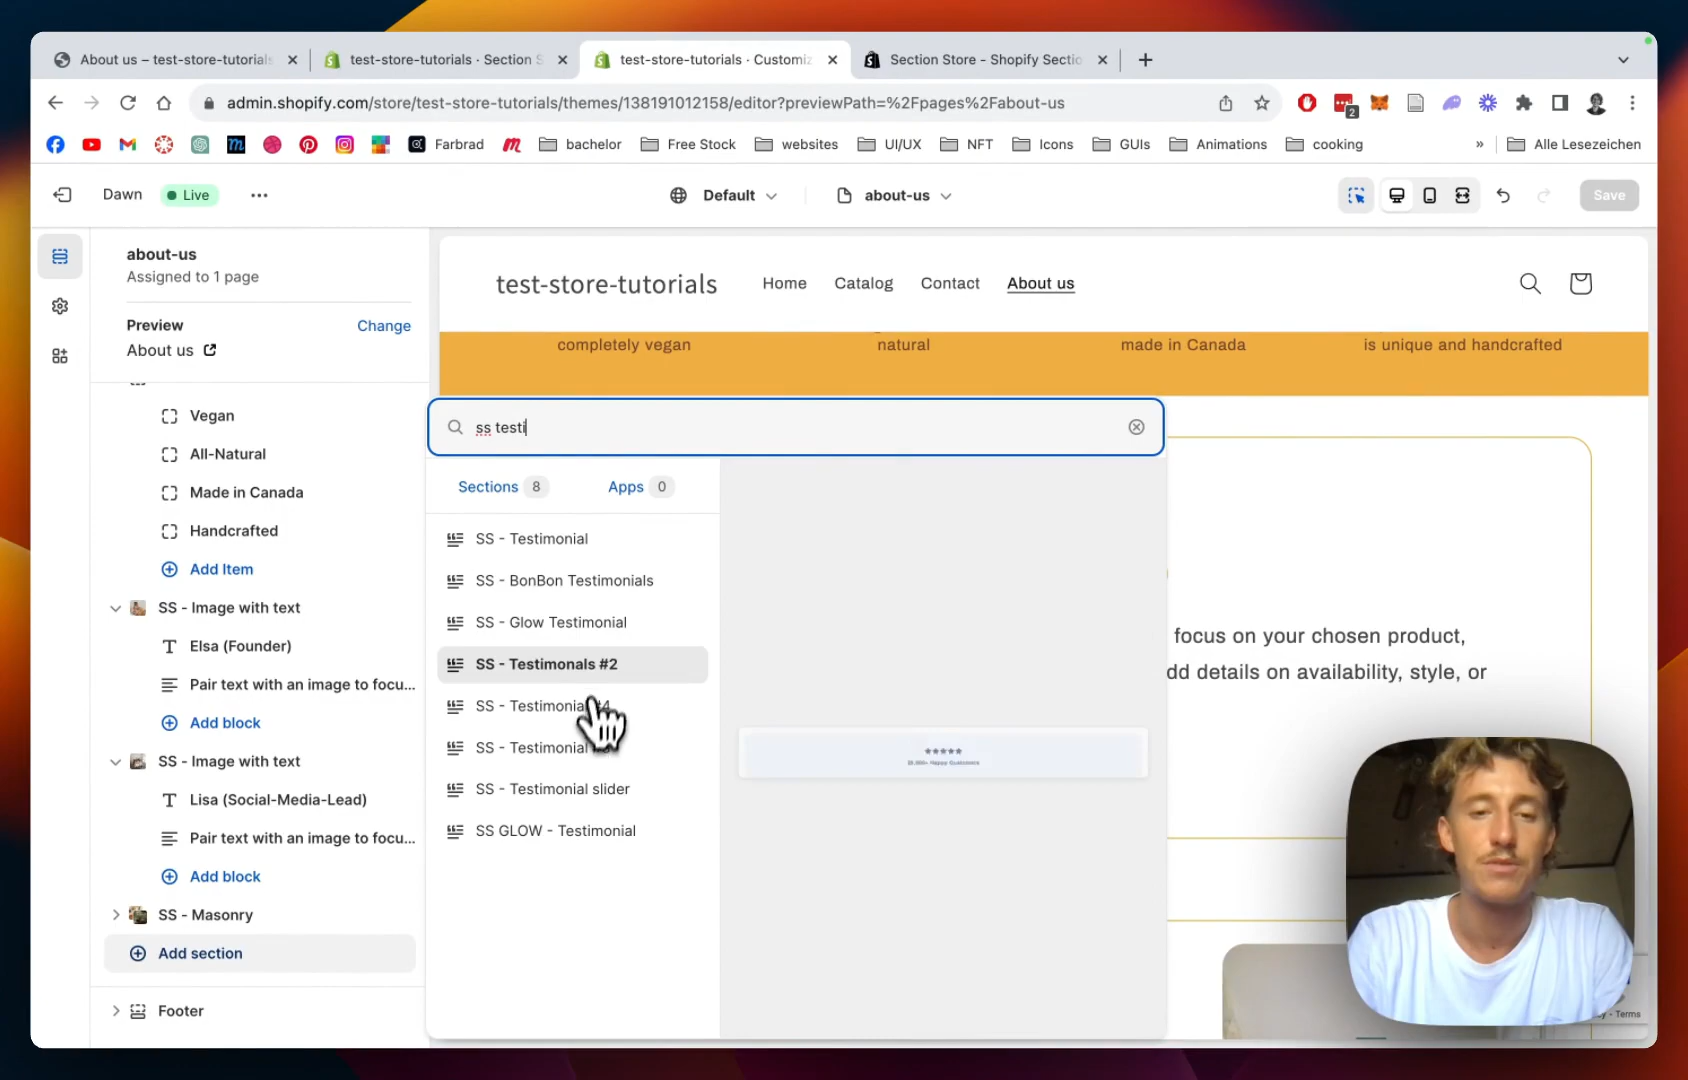 About us – test-store-tutorials
test-store-tutorials · Section S
test-store-tutorials · Customiz
Section Store - Shopify Sectio
admin.shopify.com/store/test-store-tutorials/themes/138191012158/editor?previewPath=%2Fpages%2Fabout-us
2
Farbrad
bachelor
Free Stock
websites
UI/UX
NFT
Icons
GUIs
Animations
cooking
»
Alle Lesezeichen
Dawn
Live
Default
about-us
Save
about-us
Assigned to 1 page
Preview
Change
About us
Vegan
All-Natural
Made in Canada
Handcrafted
Add Item
SS - Image with text
Elsa (Founder)
Pair text with an image to focu...
Add block
SS - Image with text
Lisa (Social-Media-Lead)
Pair text with an image to focu...
Add block
SS - Masonry
Add section
Footer
test-store-tutorials
Home
Catalog
Contact
About us
completely vegan
natural
made in Canada
is unique and handcrafted
ss testi
Sections 8
Apps 0
SS - Testimonial
SS - BonBon Testimonials
SS - Glow Testimonial
SS - Testimonals #2
SS - Testimonial
SS - Testimonial
SS - Testimonial slider
SS GLOW - Testimonial
Happy Customers
focus on your chosen product,
dd details on availability, style, or
- Terms